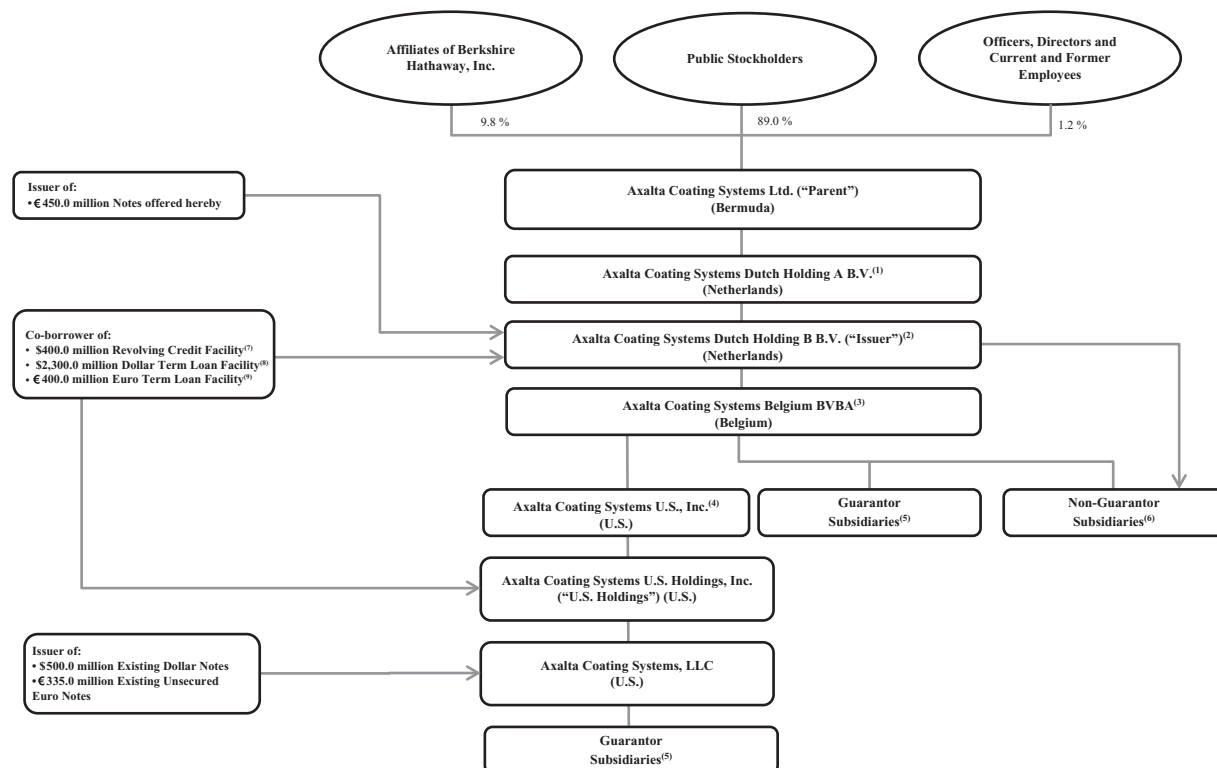 Affiliates of Berkshire
Hathaway, Inc.
Public Stockholders
Officers, Directors and
Current and Former
Employees
9.8 %
89.0 %
1.2 %
Issuer of:
•€450.0 million Notes offered hereby
Axalta Coating Systems Ltd. (“Parent”)
(Bermuda)
Axalta Coating Systems Dutch Holding A B.V.(1)
(Netherlands)
Co-borrower of:
• $400.0 million Revolving Credit Facility(7)
• $2,300.0 million Dollar Term Loan Facility(8)
•€400.0 million Euro Term Loan Facility(9)
Axalta Coating Systems Dutch Holding B B.V. (“Issuer”)(2)
(Netherlands)
Axalta Coating Systems Belgium BVBA(3)
(Belgium)
Axalta Coating Systems U.S., Inc.(4)
(U.S.)
Guarantor
Subsidiaries(5)
Non-Guarantor
Subsidiaries(6)
Axalta Coating Systems U.S. Holdings, Inc.
(“U.S. Holdings”) (U.S.)
Issuer of:
• $500.0 million Existing Dollar Notes
•€335.0 million Existing Unsecured
Euro Notes
Axalta Coating Systems, LLC
(U.S.)
Guarantor
Subsidiaries(5)